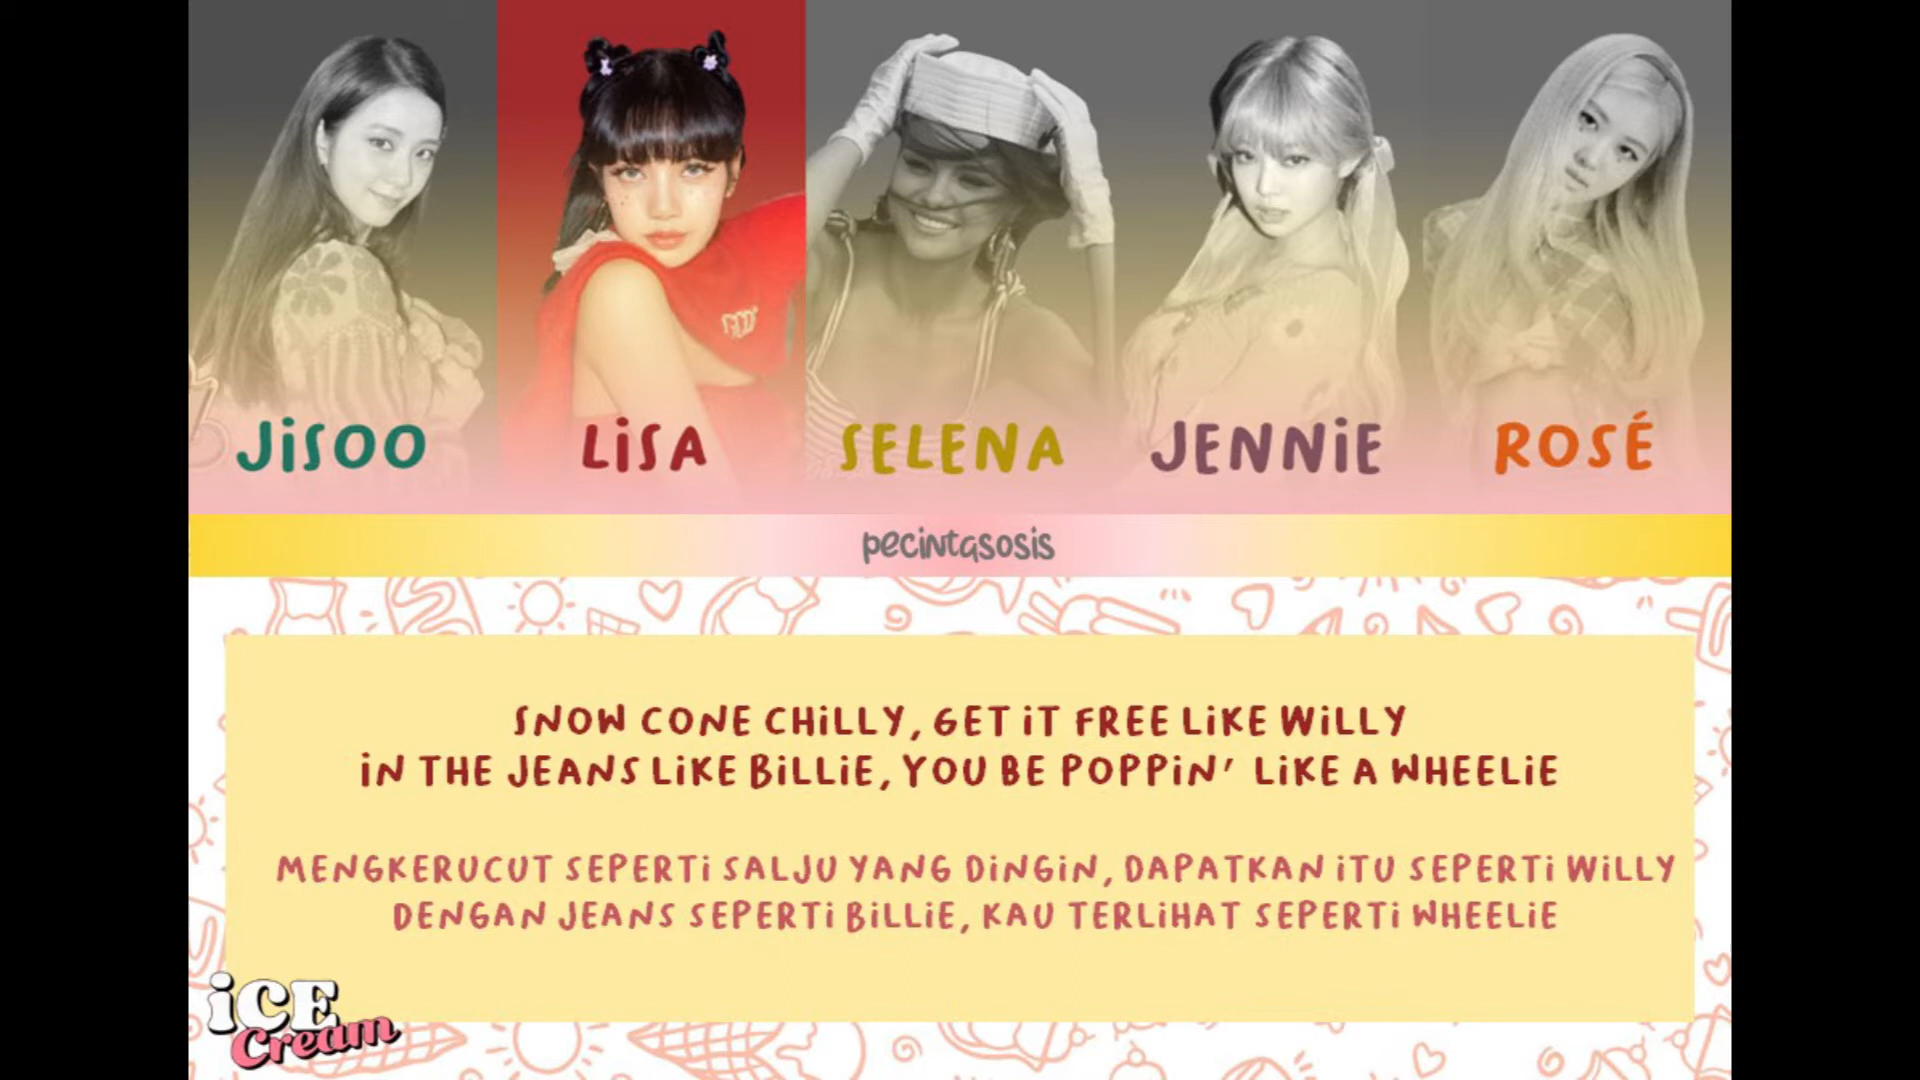 JiSOO
LiSA
SELENA
JENNiE
ROSÉ
pecintasosis
SNOW CONE CHiLLY, GET iT FREE LiKE WiLLY
iN THE JEANS LiKE BiLLiE, YOU BE POPPiN' LiKE A WHEELiE
MENGKERUCUT SEPERTi SALJU YANG DiNGiN, DAPATKAN iTU SEPERTi WiLLY
DENGAN JEANS SEPERTi BiLLiE, KAU TERLiHAT SEPERTi WHEELiE
iCE
Cream